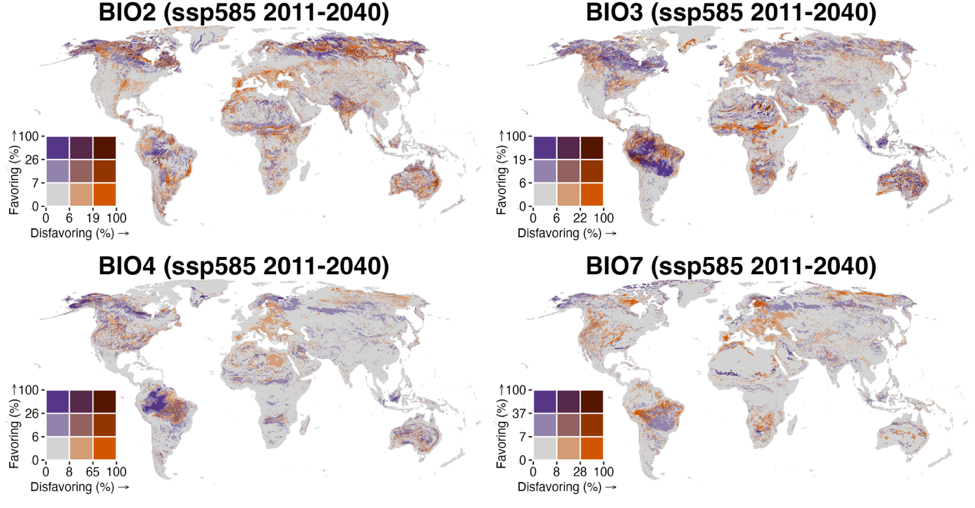 BIO2 (ssp585 2011-2040)
Favoring (%) →
100
26
7
0
0 6 19 100
Disfavoring (%) →
BIO3 (ssp585 2011-2040)
Favoring (%) →
100
19
6
0
0 6 22 100
Disfavoring (%) →
BIO4 (ssp585 2011-2040)
Favoring (%) →
100
26
6
0
0 8 65 100
Disfavoring (%) →
BIO7 (ssp585 2011-2040)
Favoring (%) →
100
37
7
0
0 8 28 100
Disfavoring (%) →